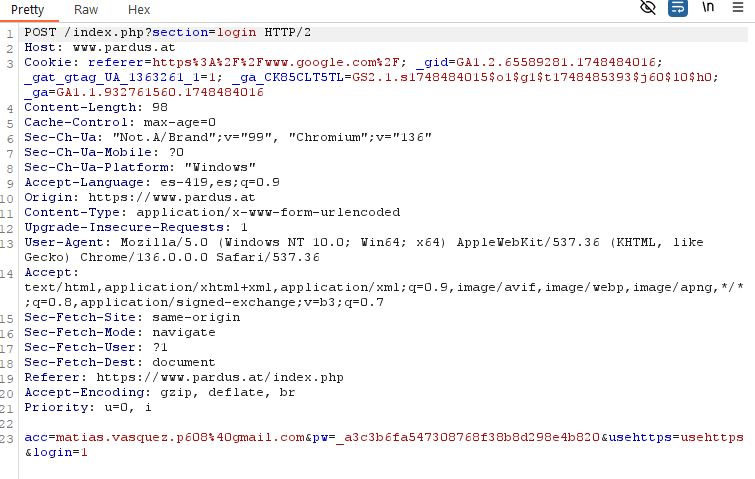 Pretty Raw Hex \n
1 POST /index.php?section=login HTTP/2
2 Host: www.pardus.at
3 Cookie: referer=https%3A%2F%2Fwww.google.com%2F; _gid=GA1.2.65589281.1748484016;
_gat_gtag_UA_1363261_1=1; _ga_CK85CLT5TL=GS2.1.s1748484015$o1$g1$t1748485393$j60$l0$h0;
_ga=GA1.1.932761560.1748484016
4 Content-Length: 98
5 Cache-Control: max-age=0
6 Sec-Ch-Ua: "Not.A/Brand";v="99", "Chromium";v="136"
7 Sec-Ch-Ua-Mobile: ?0
8 Sec-Ch-Ua-Platform: "Windows"
9 Accept-Language: es-419,es;q=0.9
10 Origin: https://www.pardus.at
11 Content-Type: application/x-www-form-urlencoded
12 Upgrade-Insecure-Requests: 1
13 User-Agent: Mozilla/5.0 (Windows NT 10.0; Win64; x64) AppleWebKit/537.36 (KHTML, like
Gecko) Chrome/136.0.0.0 Safari/537.36
14 Accept:
text/html,application/xhtml+xml,application/xml;q=0.9,image/avif,image/webp,image/apng,*/*
;q=0.8,application/signed-exchange;v=b3;q=0.7
15 Sec-Fetch-Site: same-origin
16 Sec-Fetch-Mode: navigate
17 Sec-Fetch-User: ?1
18 Sec-Fetch-Dest: document
19 Referer: https://www.pardus.at/index.php
20 Accept-Encoding: gzip, deflate, br
21 Priority: u=0, i
22
23 acc=matias.vasquez.p608%40gmail.com&pw=_a3c3b6fa547308768f38b8d298e4b820&usehttps=usehttps
&login=1